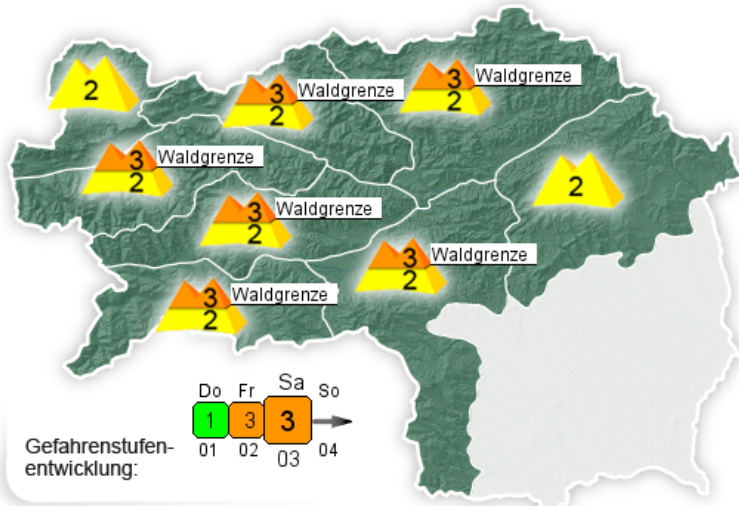 2
3 Waldgrenze
2
3 Waldgrenze
2
3 Waldgrenze
2
2
3 Waldgrenze
2
3 Waldgrenze
2
3 Waldgrenze
2
Do Fr Sa So
1 3 3
01 02 03 04
Gefahrenstufen-
entwicklung: